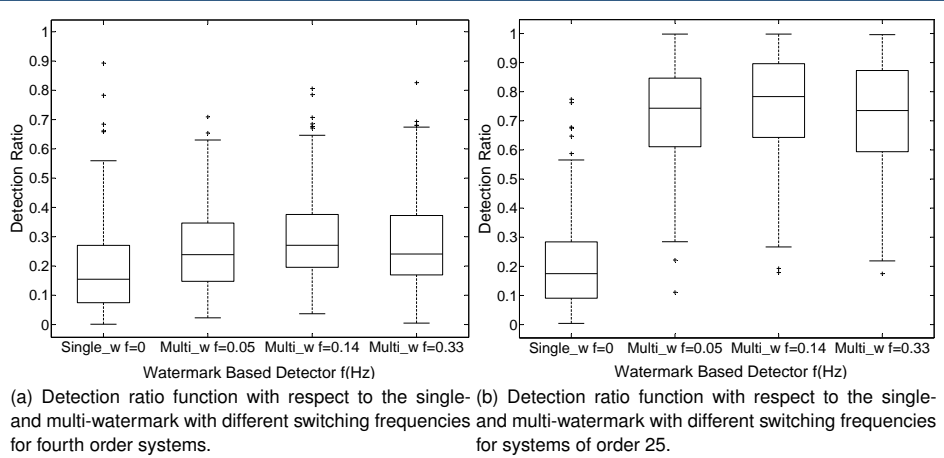 1
0.9
0.8
0.7
0.6
0.5
0.4
0.3
0.2
0.1
0
Detection Ratio
Single_w f=0 Multi_w f=0.05 Multi_w f=0.14 Multi_w f=0.33
Watermark Based Detector f(Hz)
(a) Detection ratio function with respect to the single-
and multi-watermark with different switching frequencies
for fourth order systems.
1
0.9
0.8
0.7
0.6
0.5
0.4
0.3
0.2
0.1
0
Detection Ratio
Single_w f=0 Multi_w f=0.05 Multi_w f=0.14 Multi_w f=0.33
Watermark Based Detector f(Hz)
(b) Detection ratio function with respect to the single-
and multi-watermark with different switching frequencies
for systems of order 25.